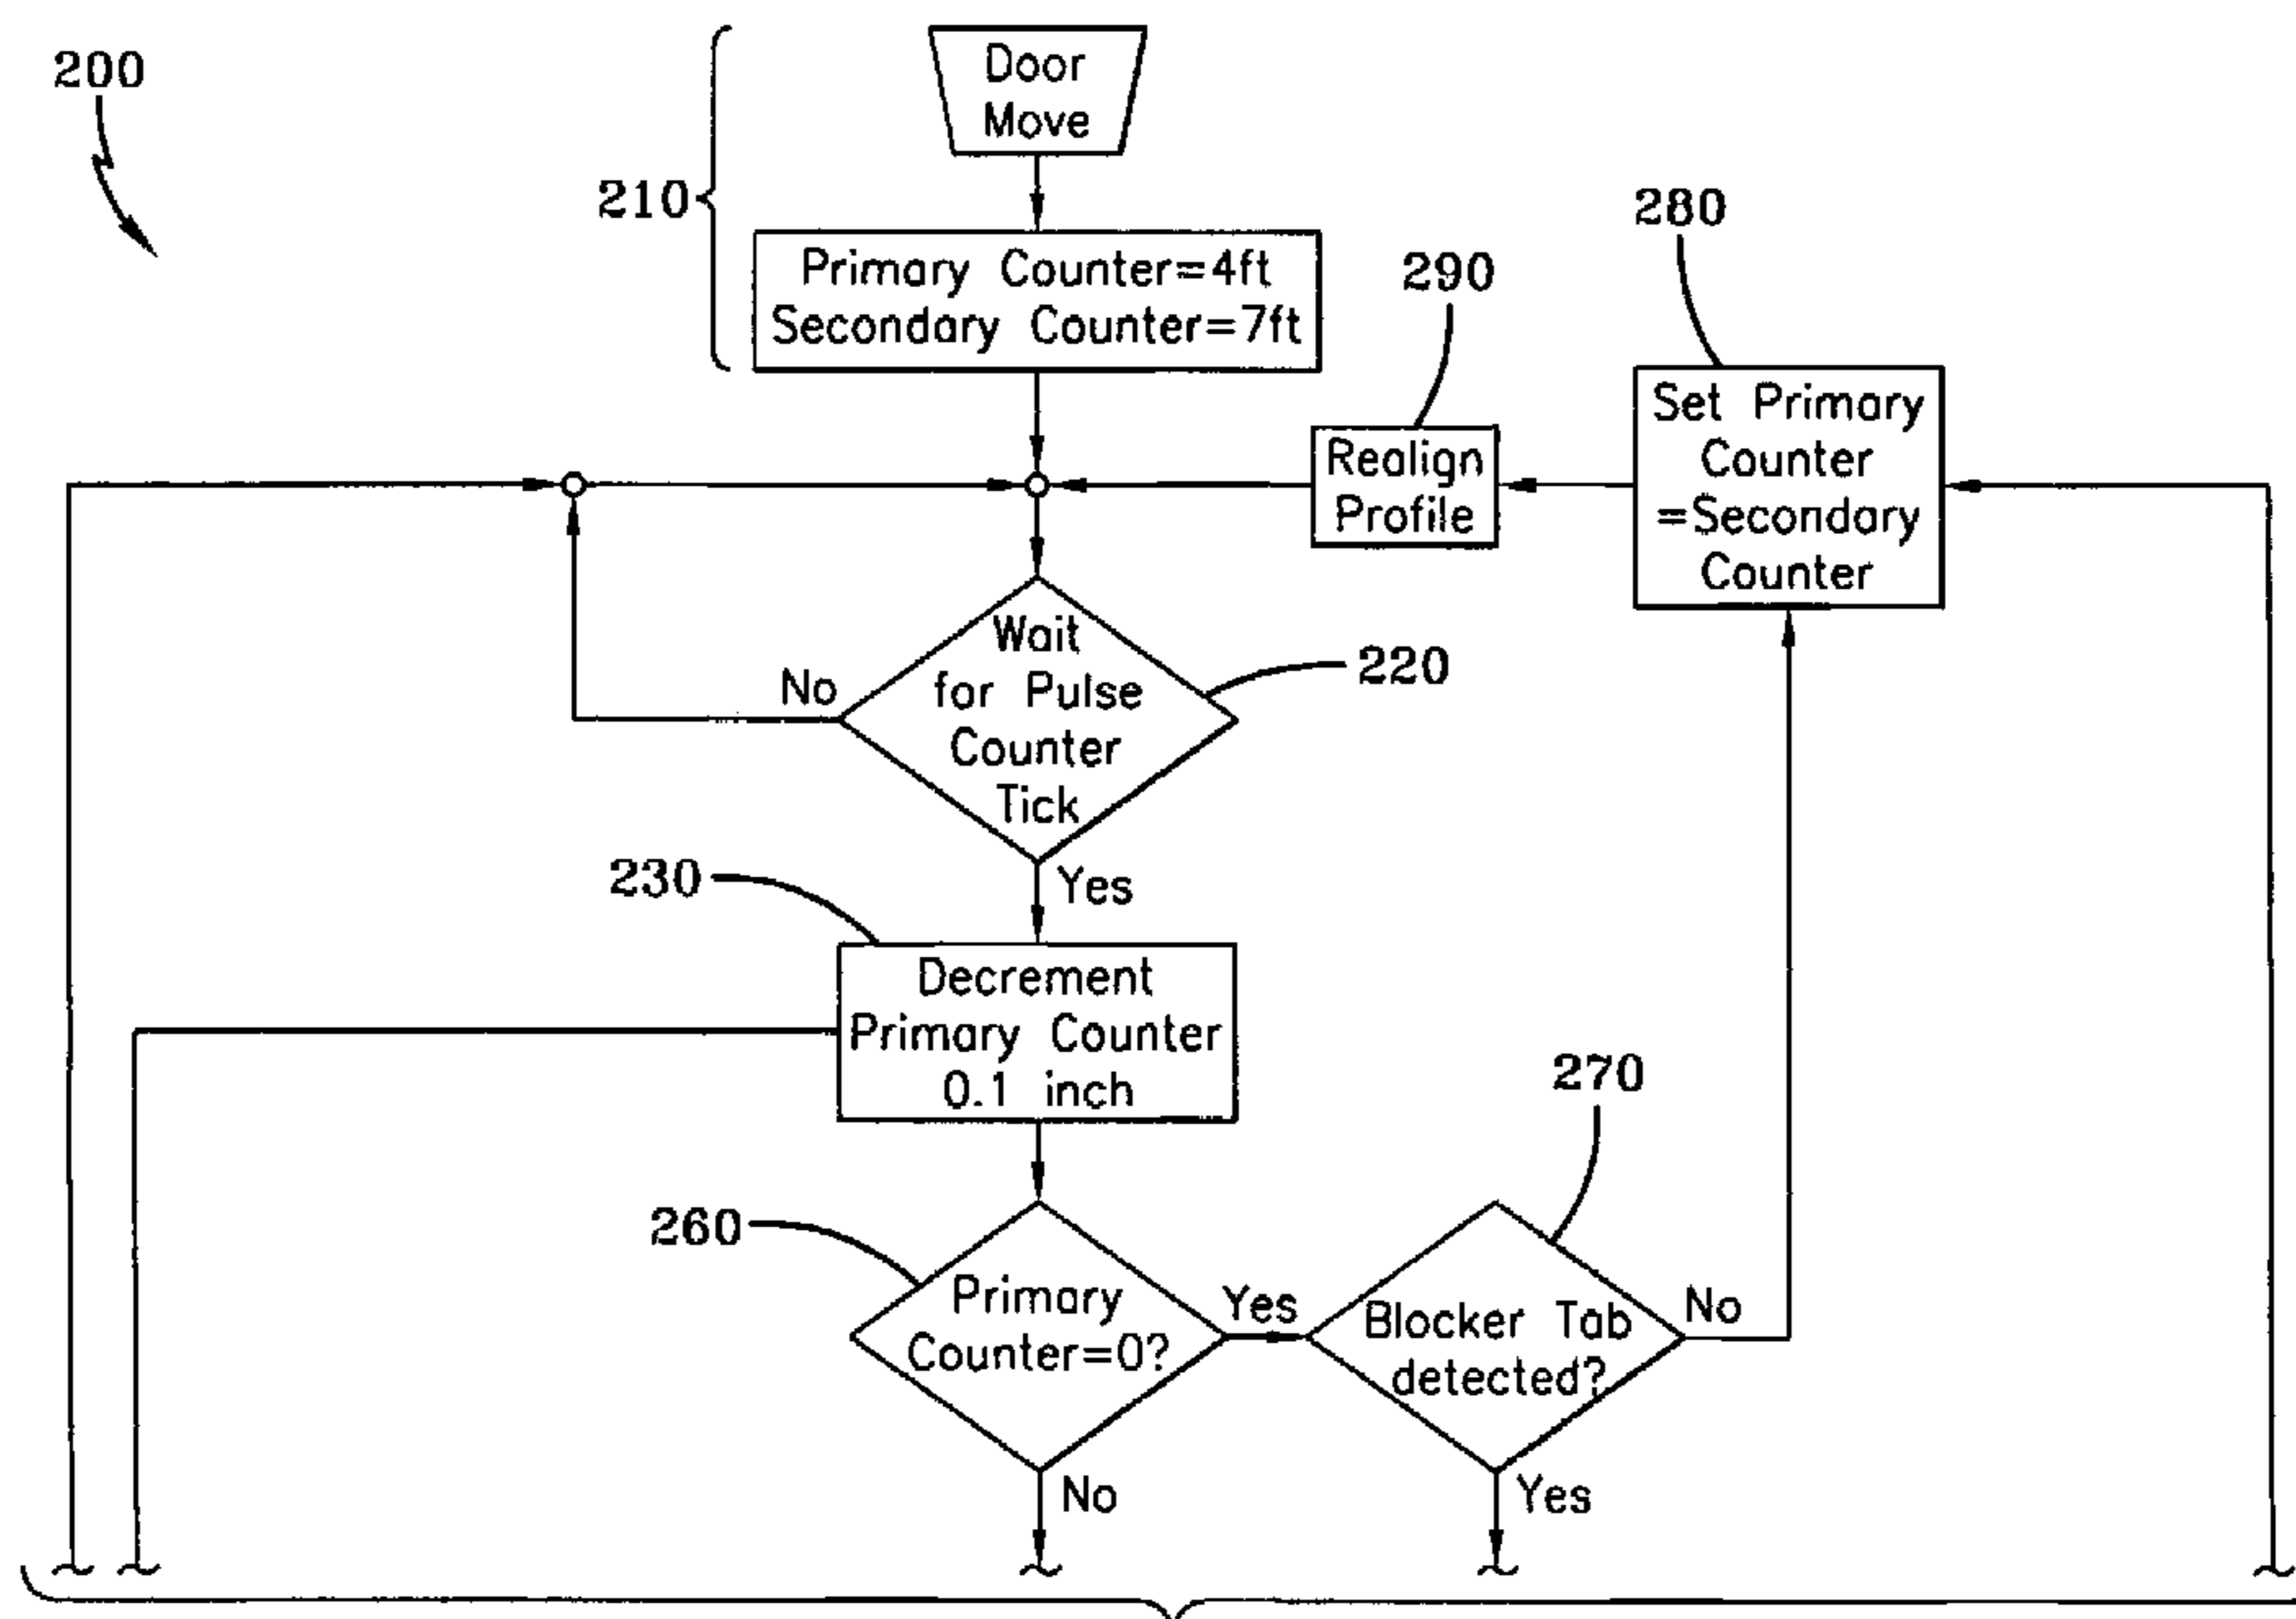 200
Door
Move
210
Primary Counter=4ft
Secondary Counter=7ft
280
290
Set Primary
Counter
=Secondary
Counter
Realign
Profile
Wait
for Pulse
Counter
Tick
220
No
Yes
230
Decrement
Primary Counter
0.1 inch
270
260
Primary
Counter=0?
Yes
Blocker Tab
detected?
No
No
Yes